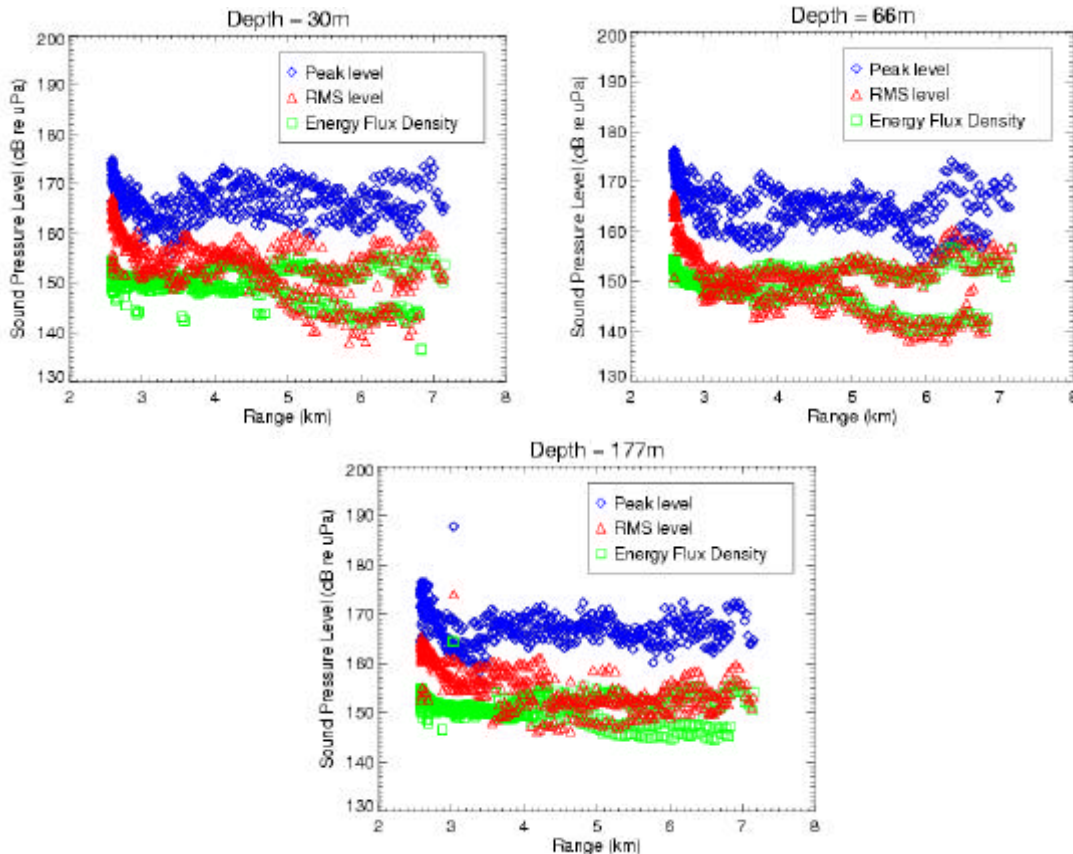 Depth - 30m
200
190
180
170
160
150
140
130
Sound Pressure Level (dB re uPa)
Peak level
RMS level
Energy Flux Density
2
3
4
5
6
7
8
Range (km)
Depth = 66m
200
190
180
170
160
150
140
130
Sound Pressure Level (dB re uPa)
Peak level
RMS level
Energy Flux Density
2
3
4
5
6
7
8
Range (km)
Depth - 177m
200
190
180
170
160
150
140
130
Sound Pressure Level (dB re uPa)
Peak level
RMS level
Energy Flux Density
2
3
4
5
6
7
8
Range (km)